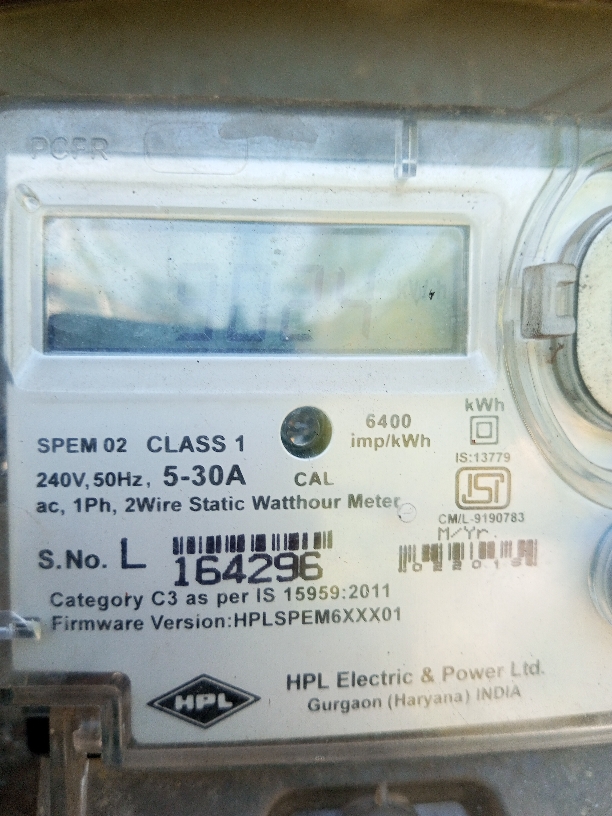 PCFR
kWh
6400
imp/kWh
SPEM 02 CLASS 1
240V, 50Hz, 5-30A CAL
IS:13779
ac, 1Ph, 2Wire Static Watthour Meter
CM/L-9190783
M/Yr.
S.No. L 164296
Category C3 as per IS 15959:2011
Firmware Version:HPLSPEM6XXX01
HPL
HPL Electric & Power Ltd.
Gurgaon (Haryana) INDIA